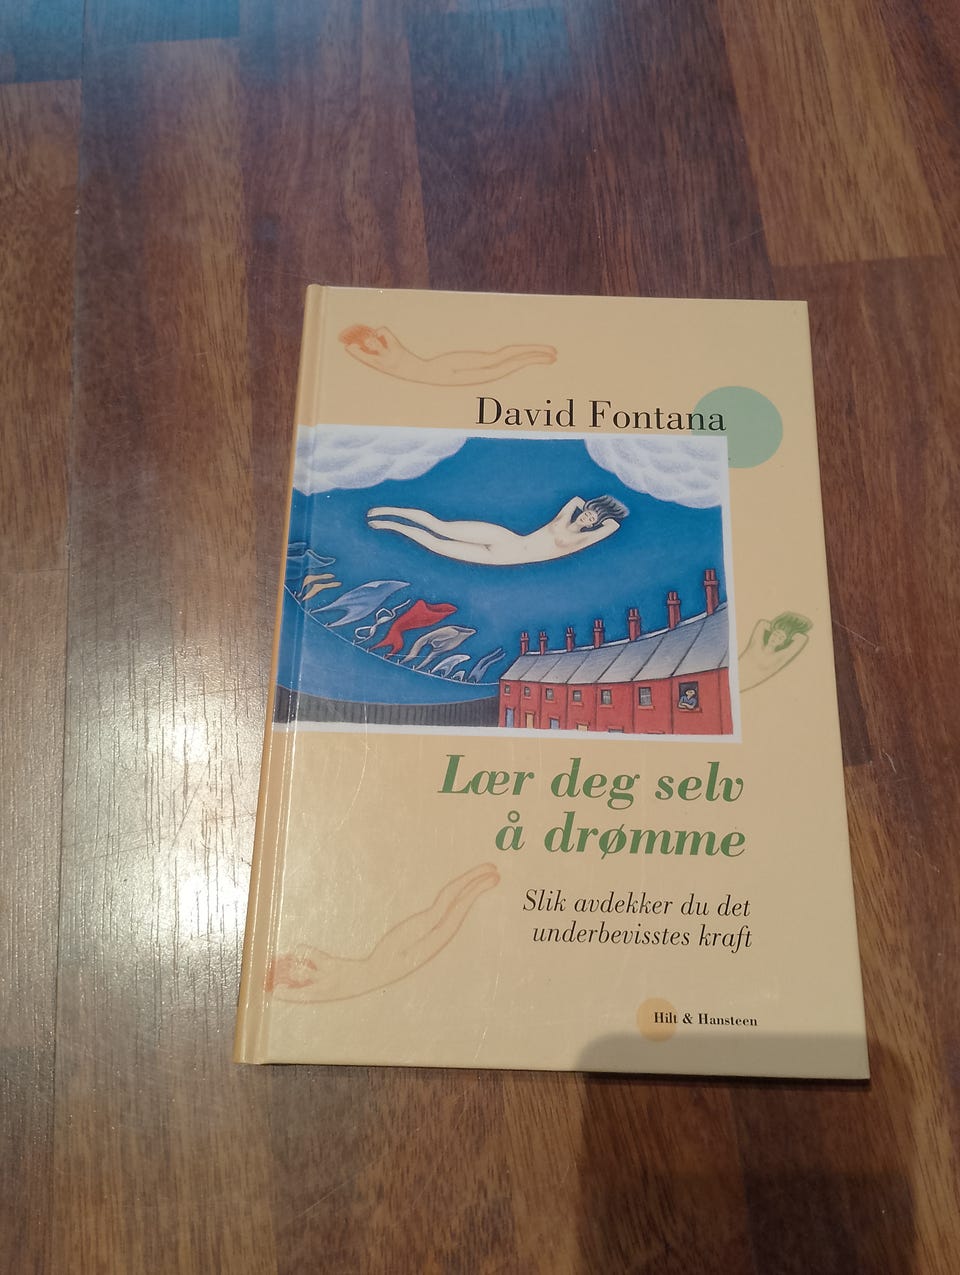 David Fontana
Lær deg selv
å drømme
Slik avdekker du det
underbevisstes kraft
Hilt & Hansteen